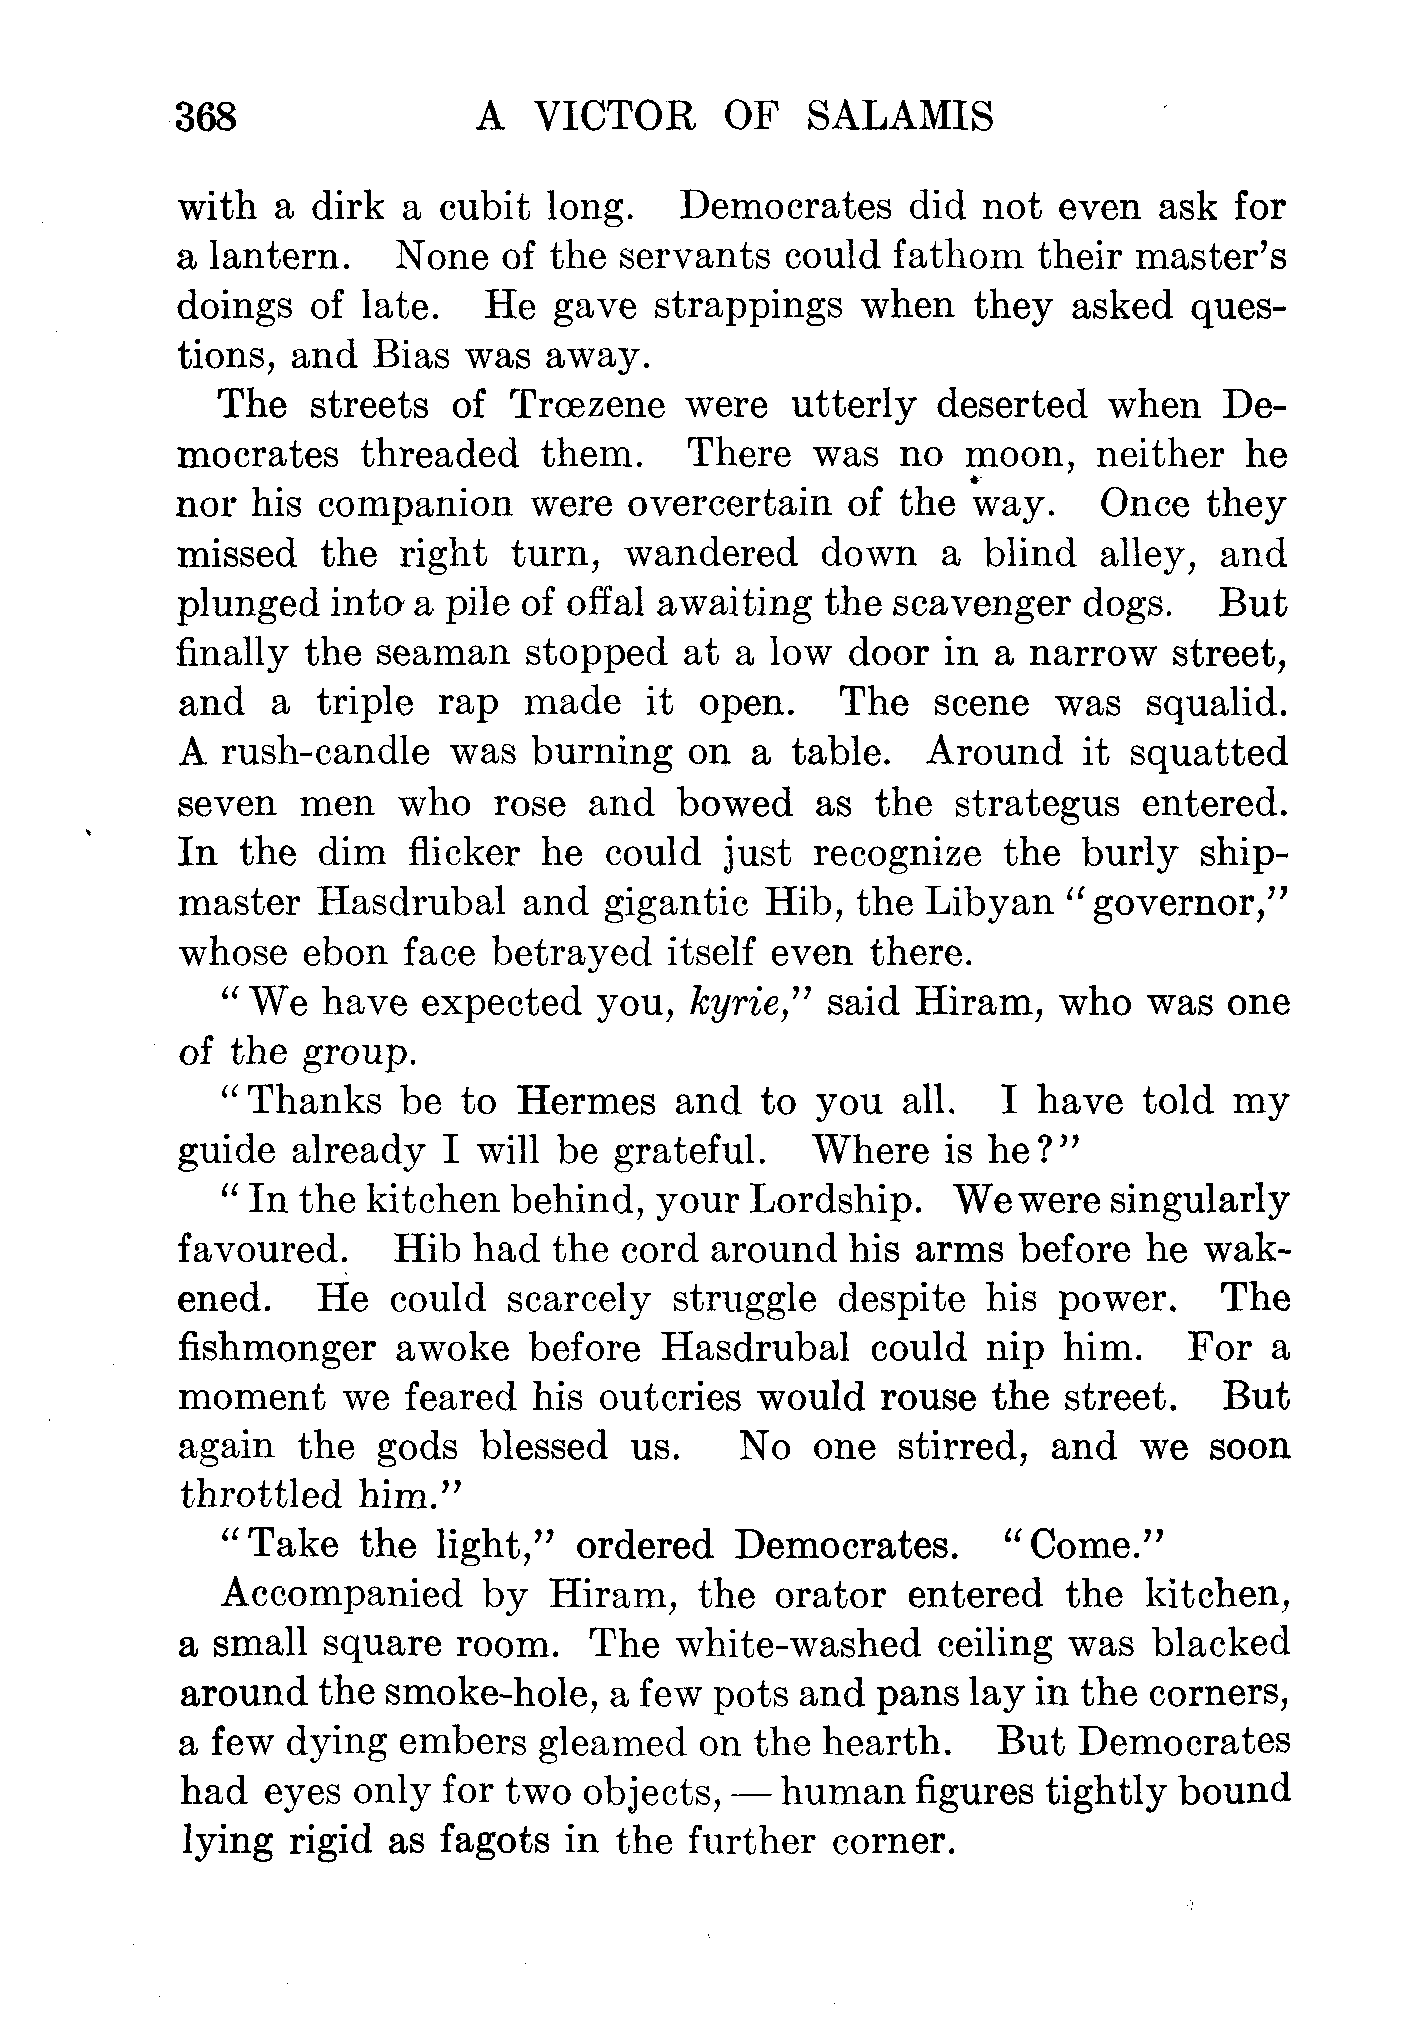 368 A VICTOR OF SALAMIS
with a dirk a cubit long. Democrates did not even ask for
a lantern. None of the servants could fathom their master's
doings of late. He gave strappings when they asked ques-
tions, and Bias was away.
The streets of Trœzene were utterly deserted when De-
mocrates threaded them. There was no moon, neither he
nor his companion were overcertain of the way. Once they
missed the right turn, wandered down a blind alley, and
plunged into a pile of offal awaiting the scavenger dogs. But
finally the seaman stopped at a low door in a narrow street,
and a triple rap made it open. The scene was squalid.
A rush-candle was burning on a table. Around it squatted
seven men who rose and bowed as the strategus entered.
In the dim flicker he could just recognize the burly ship-
master Hasdrubal and gigantic Hib, the Libyan "governor,"
whose ebon face betrayed itself even there.
"We have expected you, kyrie," said Hiram, who was one
of the group.
"Thanks be to Hermes and to you all. I have told my
guide already I will be grateful. Where is he?"
"In the kitchen behind, your Lordship. We were singularly
favoured. Hib had the cord around his arms before he wak-
ened. He could scarcely struggle despite his power. The
fishmonger awoke before Hasdrubal could nip him. For a
moment we feared his outcries would rouse the street. But
again the gods blessed us. No one stirred, and we soon
throttled him."
"Take the light," ordered Democrates. "Come."
Accompanied by Hiram, the orator entered the kitchen,
a small square room. The white-washed ceiling was blacked
around the smoke-hole, a few pots and pans lay in the corners,
a few dying embers gleamed on the hearth. But Democrates
had eyes only for two objects, — human figures tightly bound
lying rigid as fagots in the further corner.